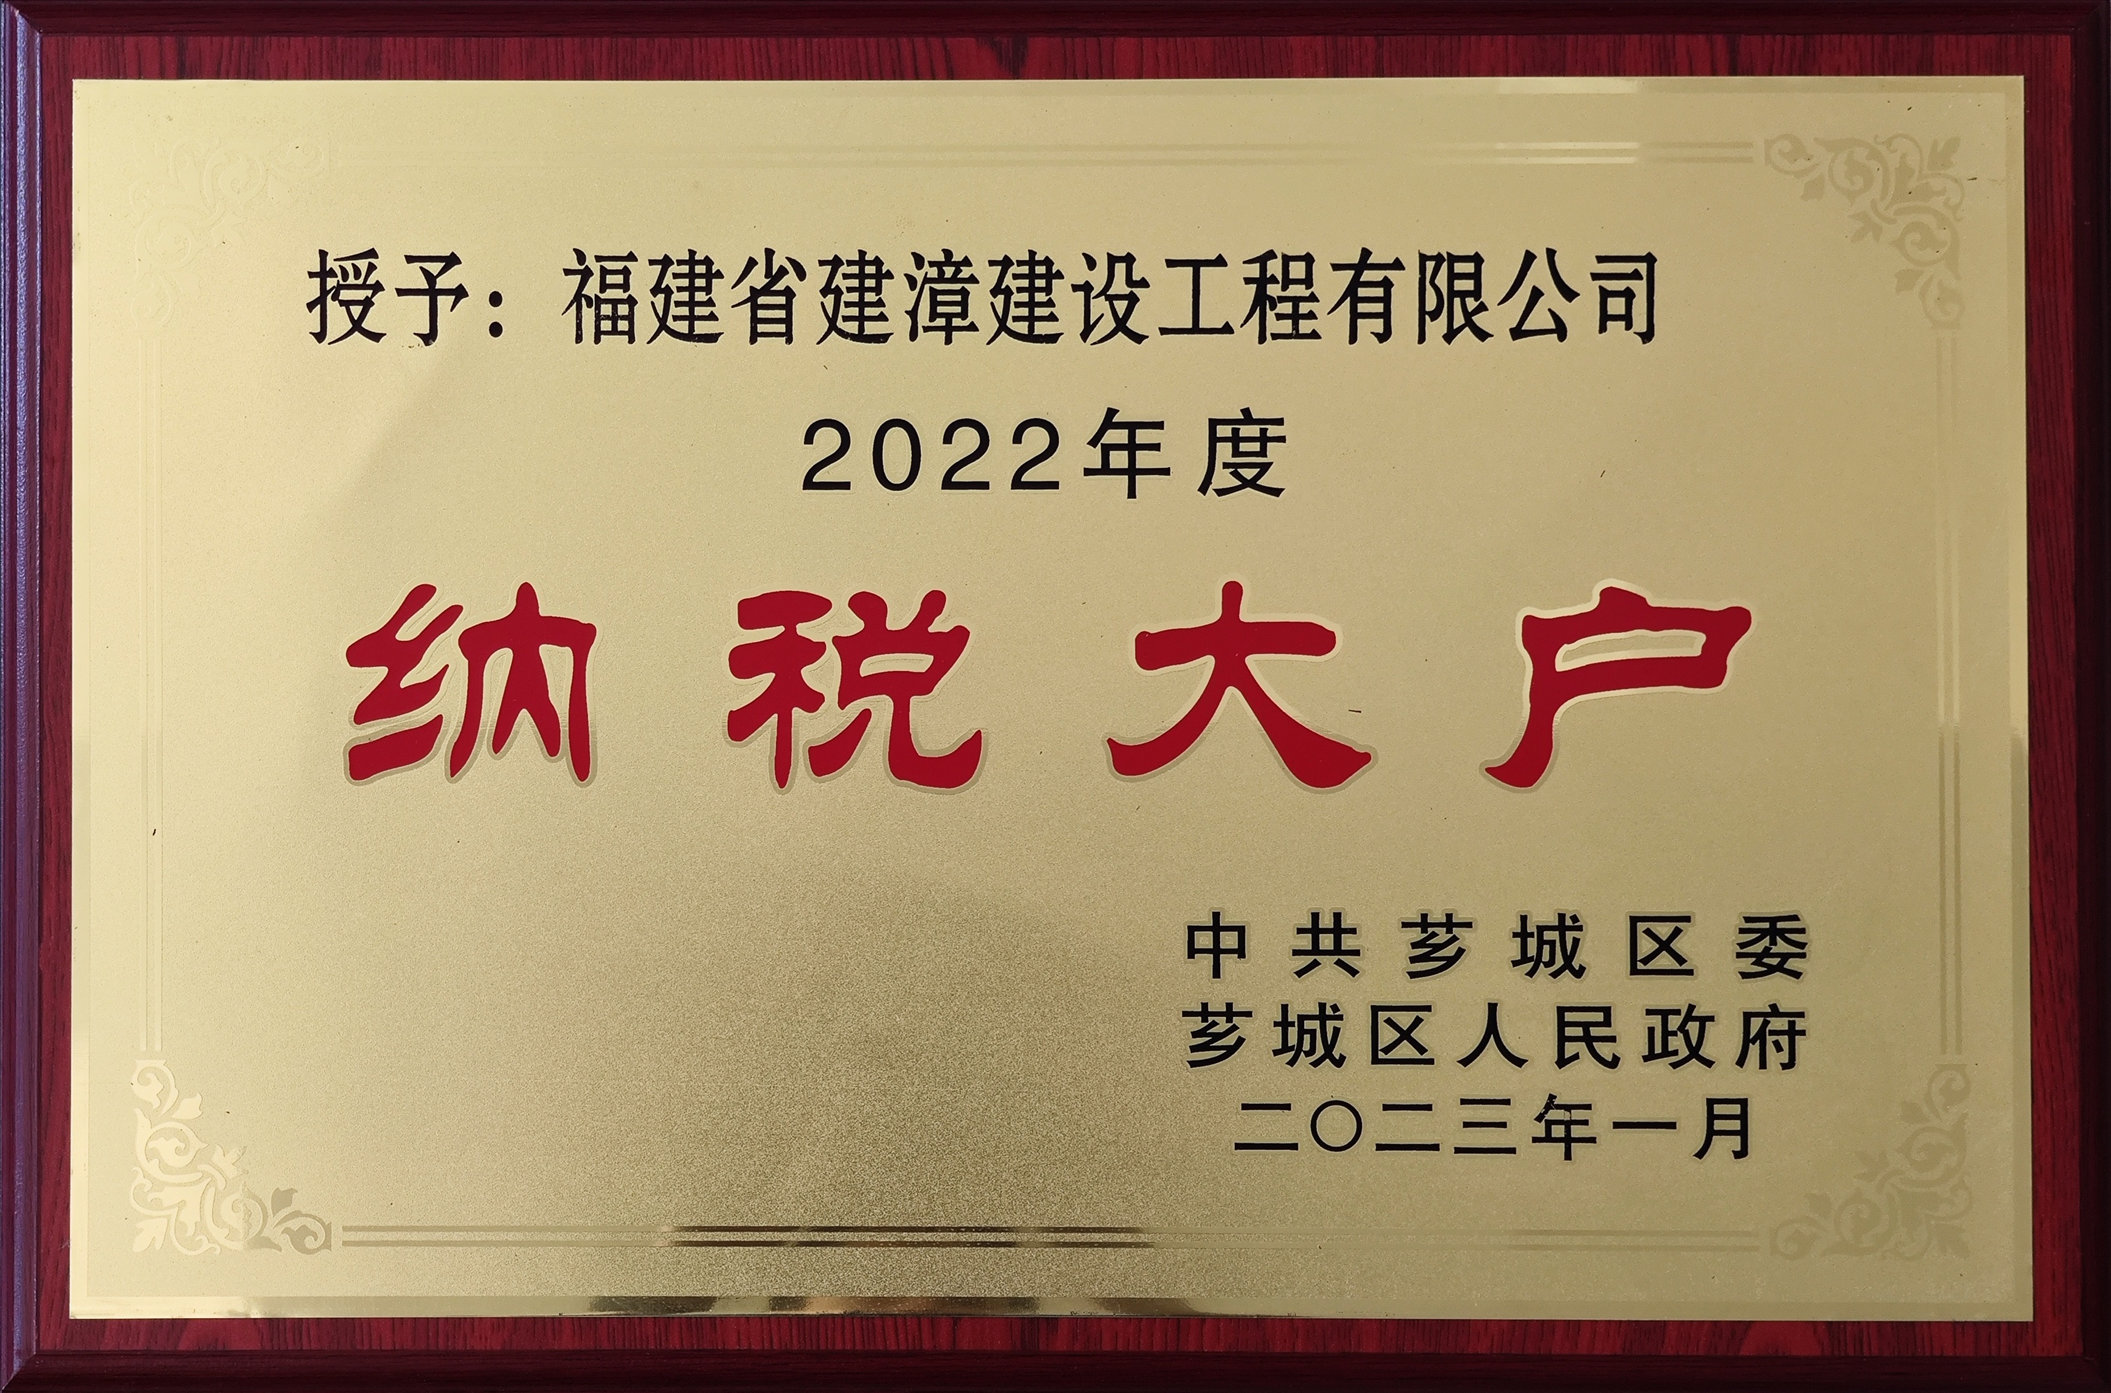 授予：福建省建漳建设工程有限公司
2022年度
纳税大户
中共芗城区委
芗城区人民政府
二〇二三年一月